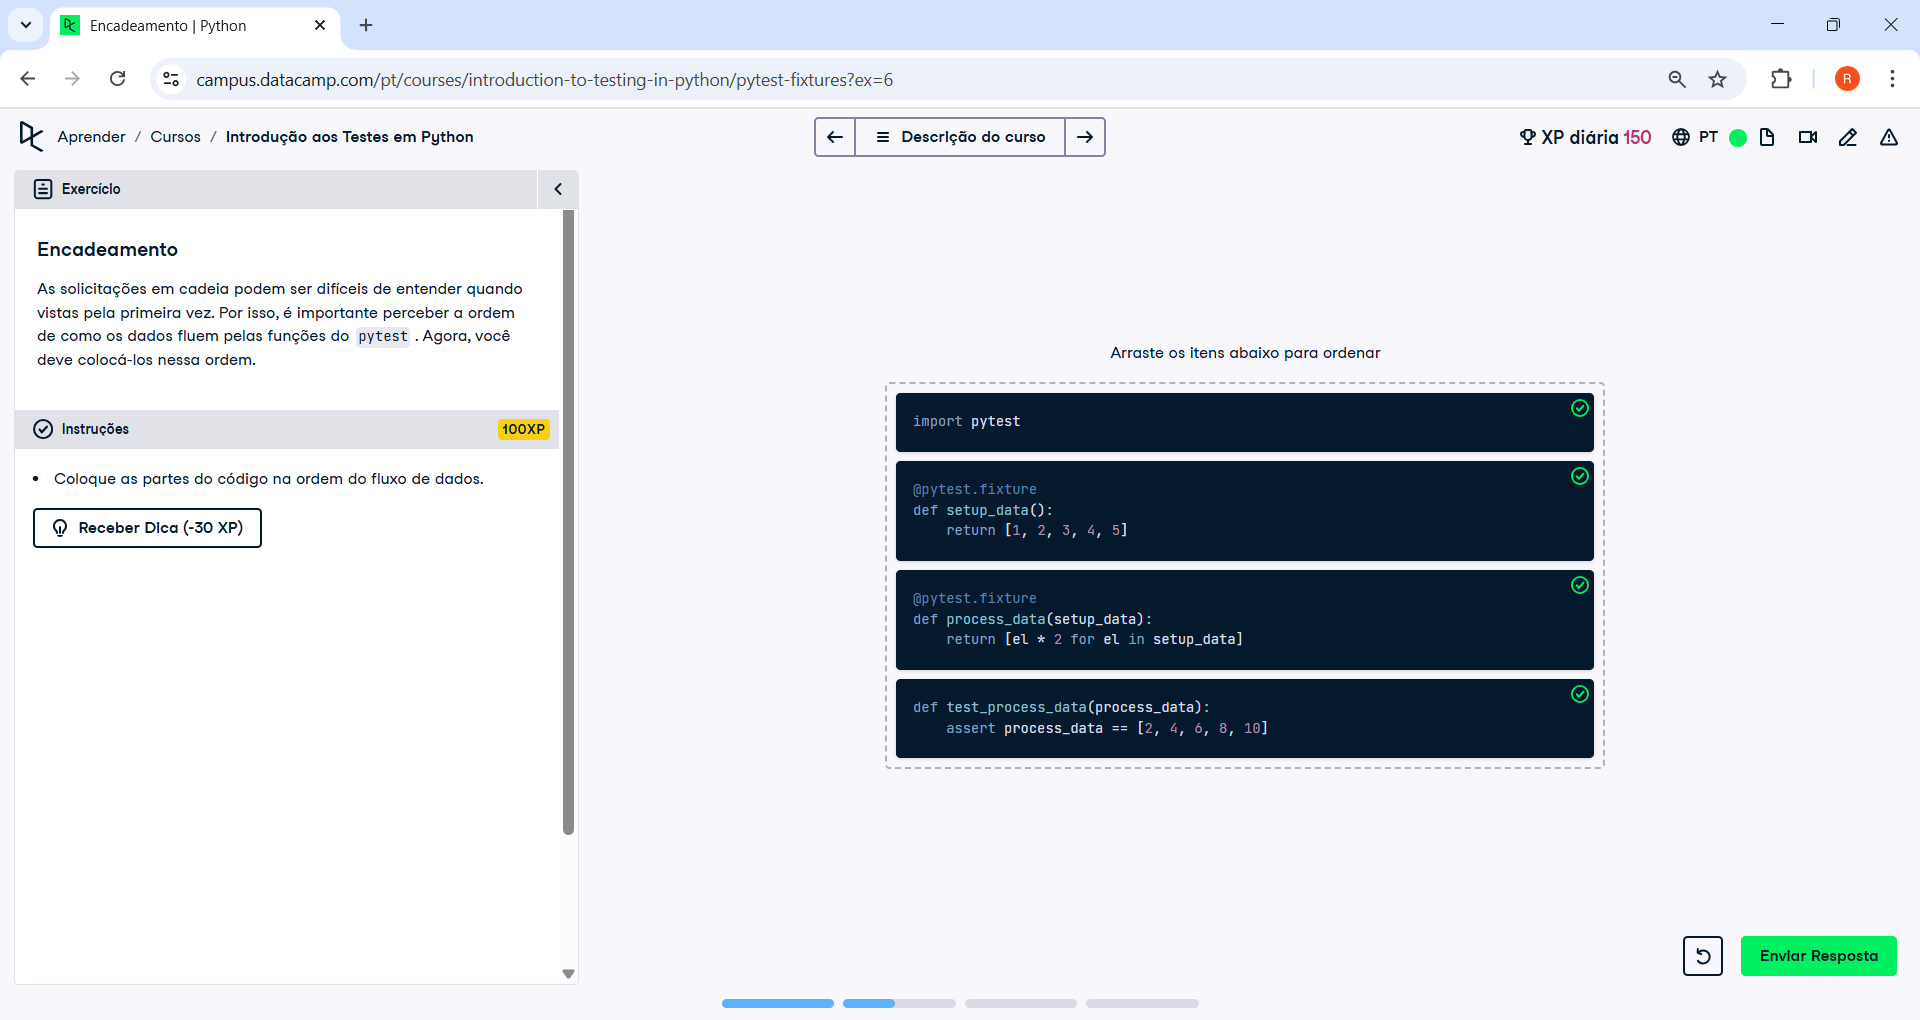 Encadeamento | Python
campus.datacamp.com/pt/courses/introduction-to-testing-in-python/pytest-fixtures?ex=6
R
Aprender / Cursos / Introdução aos Testes em Python
Descrição do curso
XP diária 150
PT
Exercício
Encadeamento
As solicitações em cadeia podem ser difíceis de entender quando
vistas pela primeira vez. Por isso, é importante perceber a ordem
de como os dados fluem pelas funções do pytest . Agora, você
deve colocá-los nessa ordem.
Instruções
100XP
• Coloque as partes do código na ordem do fluxo de dados.
Receber Dica (-30 XP)
Arraste os itens abaixo para ordenar
import pytest
@pytest.fixture
def setup_data():
    return [1, 2, 3, 4, 5]
@pytest.fixture
def process_data(setup_data):
    return [el * 2 for el in setup_data]
def test_process_data(process_data):
    assert process_data == [2, 4, 6, 8, 10]
Enviar Resposta